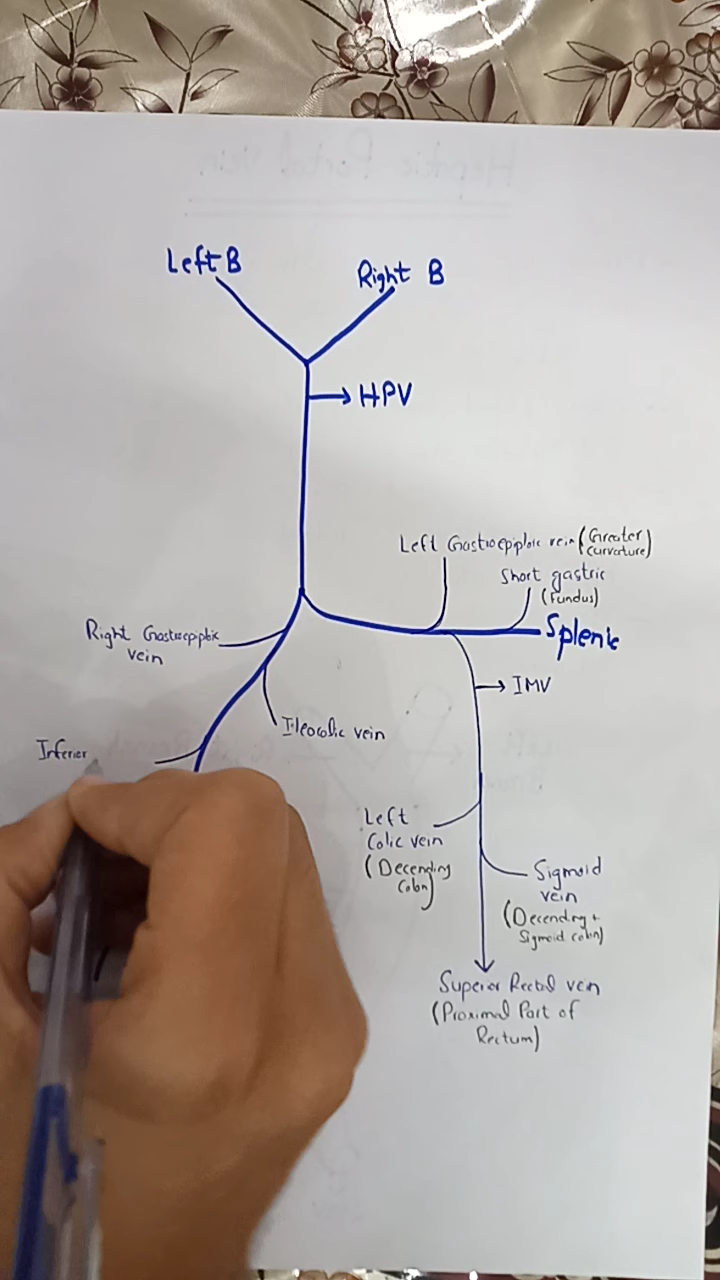 Left B
Right B
HPV
Left Gastroepiploic vein (Greater
curvature)
Short gastric
(Fundus)
Splenic
Right Gastroepploic
vein
IMV
Ileocolic vein
Inferior
Left
Colic vein
(Decending
Colon)
Sigmoid
vein
(Decending +
Sigmoid colon)
Superior Rectal vein
(Proximal Part of
Rectum)